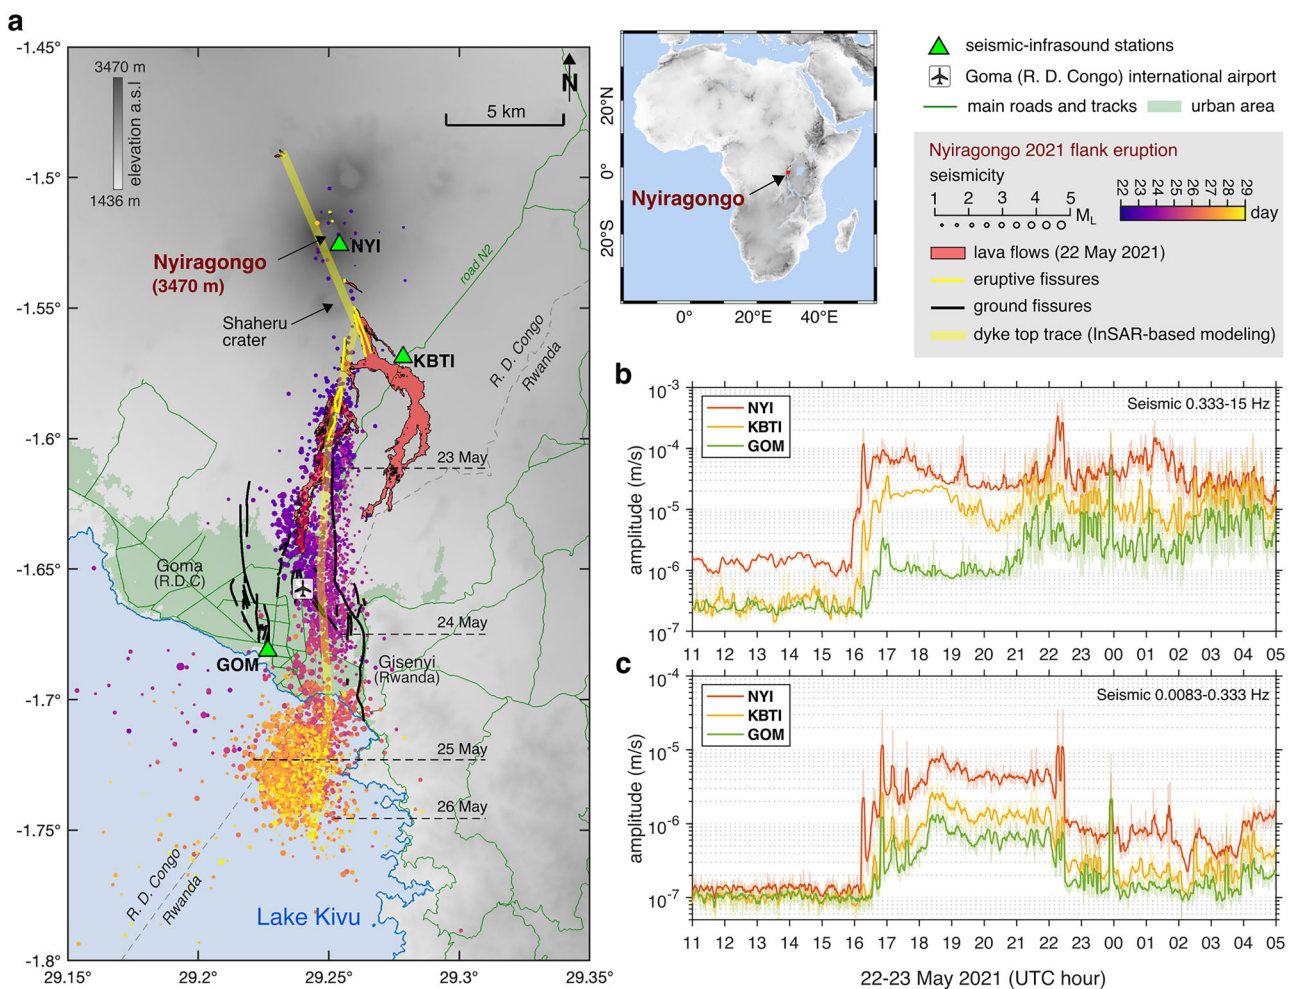 a
-1.45°
-1.5°
-1.55°
-1.6°
-1.65°
-1.7°
-1.75°
-1.8°
29.15°
29.2°
29.25°
29.3°
29.35°
3470 m
elevation a.s.l
1436 m
N
5 km
NYI
Nyiragongo
(3470 m)
road N2
Shaheru
crater
KBTI
R. D. Congo
Rwanda
23 May
Goma
(R.D.C)
24 May
GOM
Gisenyi
(Rwanda)
25 May
26 May
R. D. Congo
Rwanda
Lake Kivu
20°N
0°
20°S
Nyiragongo
0°
20°E
40°E
seismic-infrasound stations
Goma (R. D. Congo) international airport
main roads and tracks
urban area
Nyiragongo 2021 flank eruption
seismicity
1 2 3 4 5
ML
22 23 24 25 26 27 28 29
day
lava flows (22 May 2021)
eruptive fissures
ground fissures
dyke top trace (InSAR-based modeling)
b
NYI
KBTI
GOM
Seismic 0.333-15 Hz
amplitude (m/s)
10-3
10-4
10-5
10-6
10-7
11 12 13 14 15 16 17 18 19 20 21 22 23 00 01 02 03 04 05
c
NYI
KBTI
GOM
Seismic 0.0083-0.333 Hz
amplitude (m/s)
10-4
10-5
10-6
10-7
11 12 13 14 15 16 17 18 19 20 21 22 23 00 01 02 03 04 05
22-23 May 2021 (UTC hour)